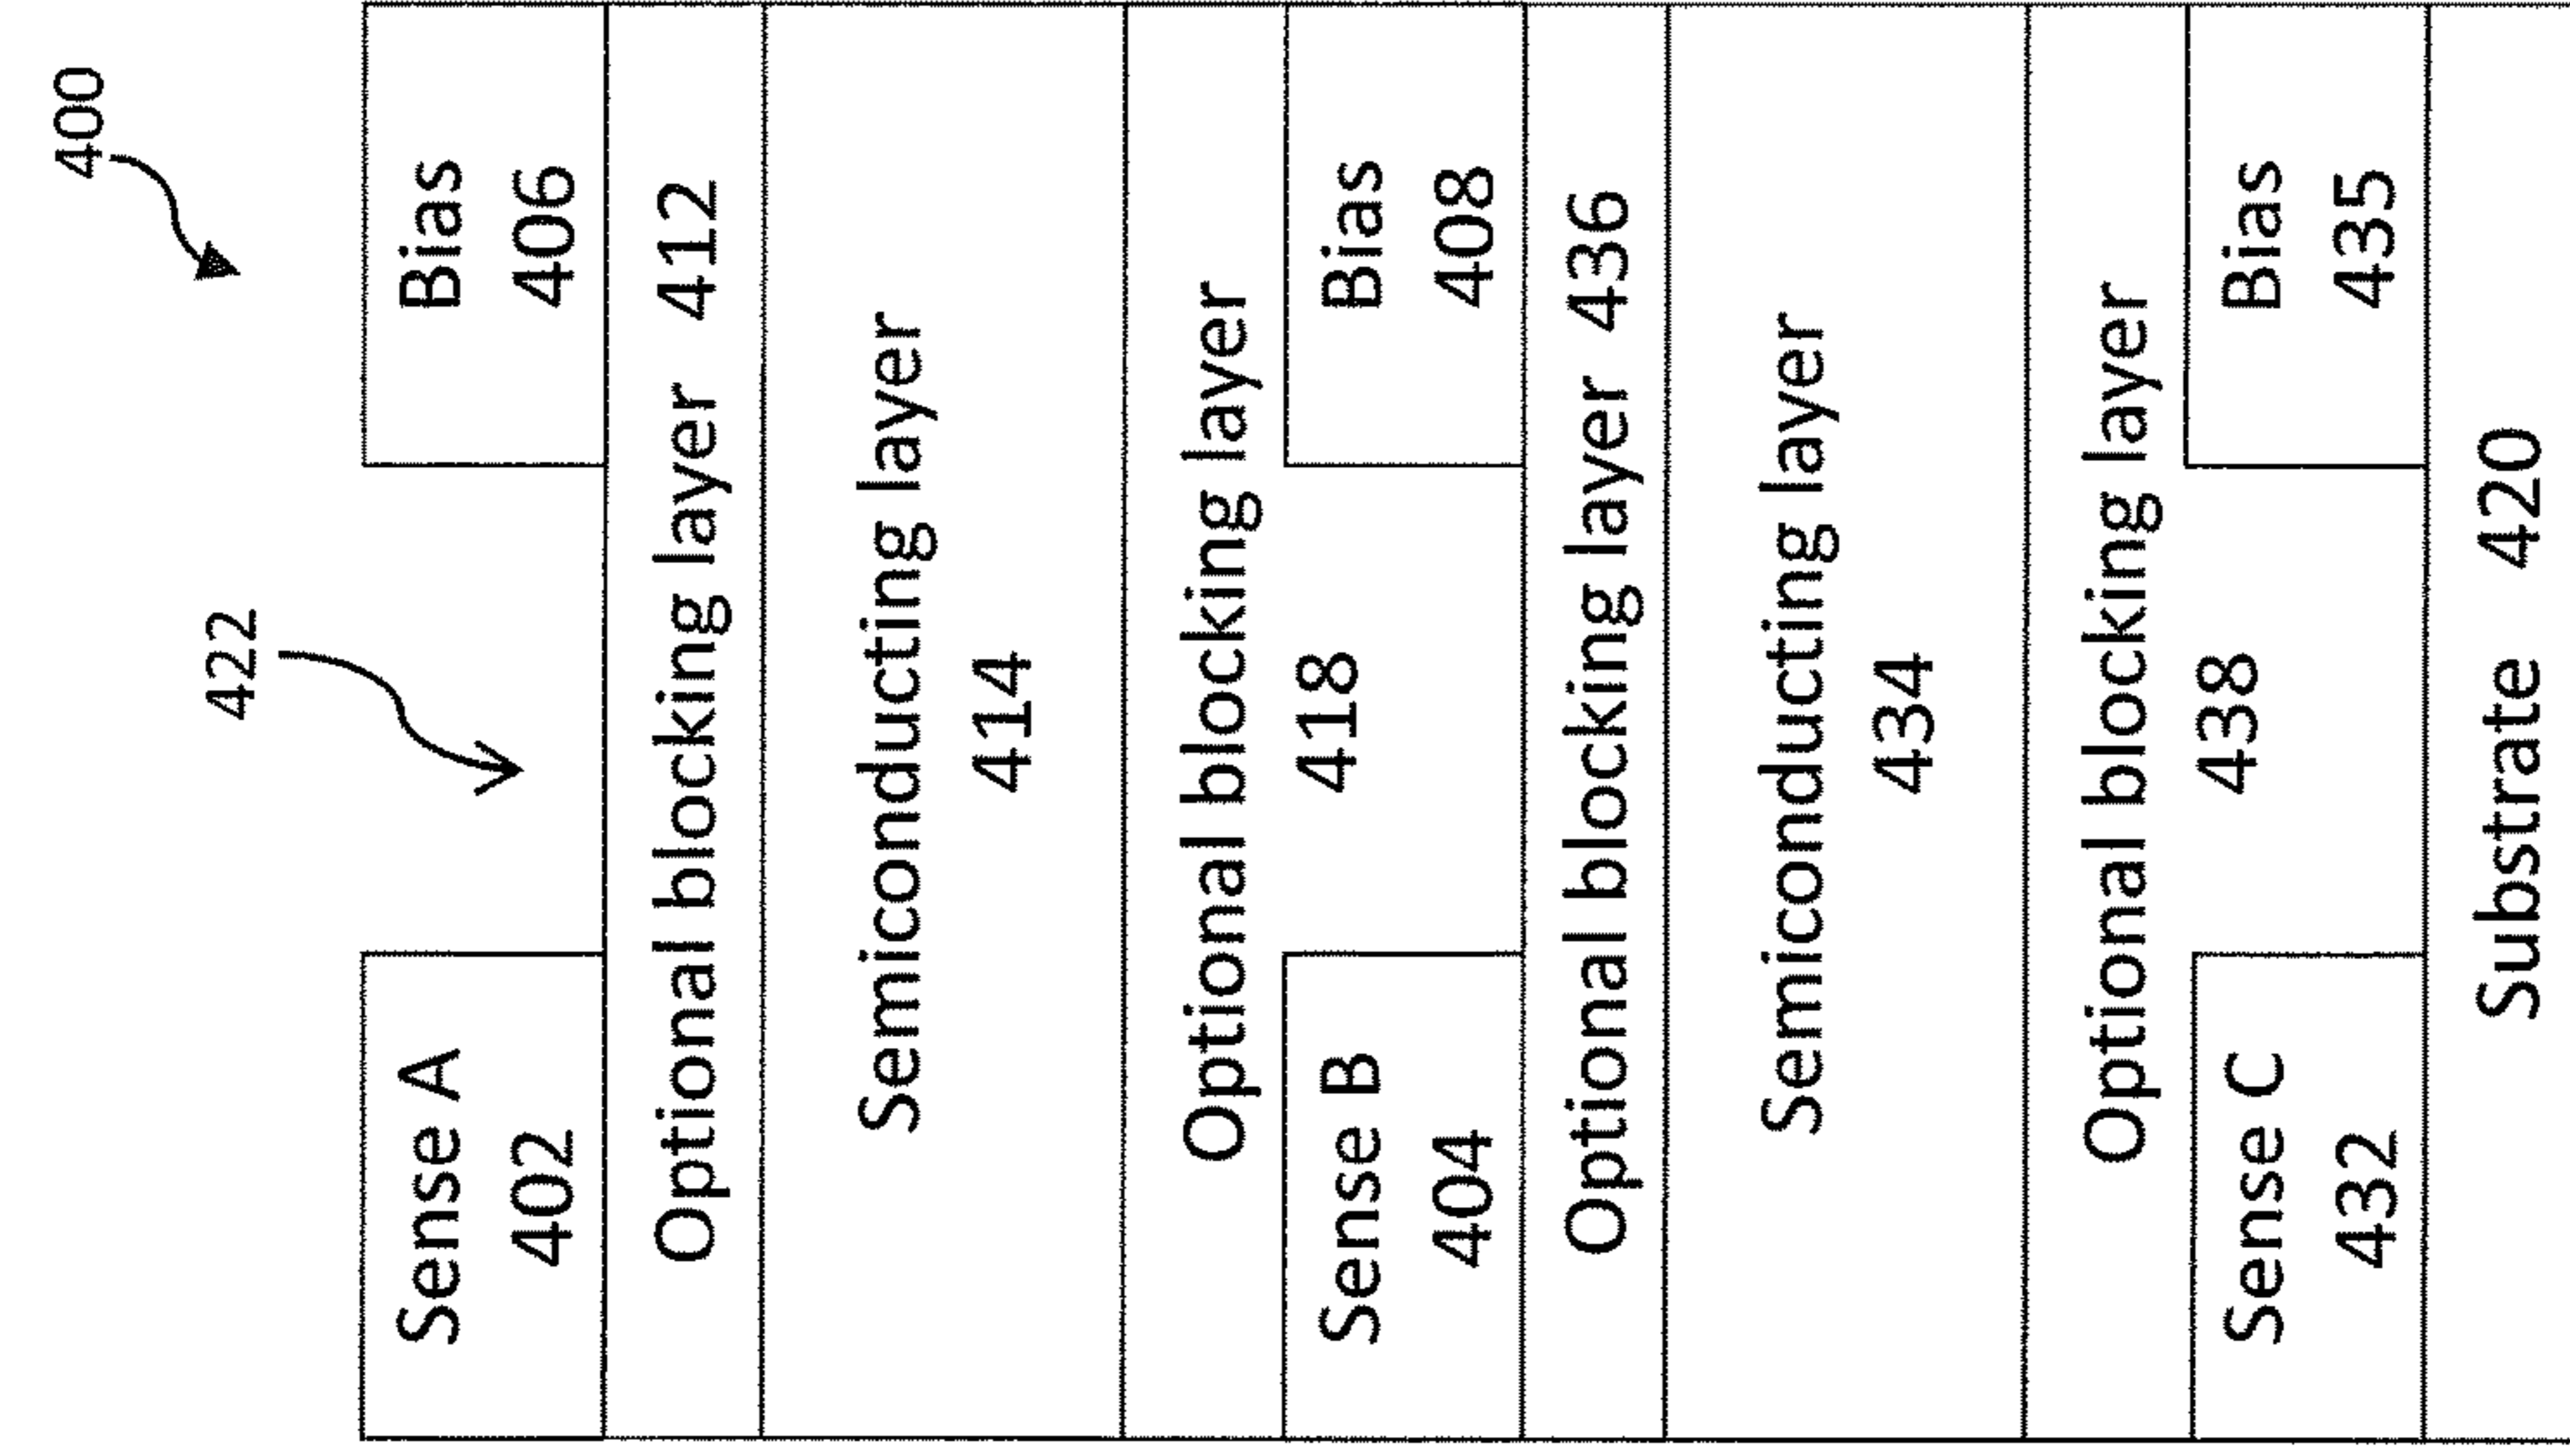 400
422
Sense A
402
Bias
406
Optional blocking layer 412
Semiconducting layer
414
Optional blocking layer
418
Sense B
404
Bias
408
Optional blocking layer 436
Semiconducting layer
434
Optional blocking layer
438
Sense C
432
Bias
435
Substrate 420